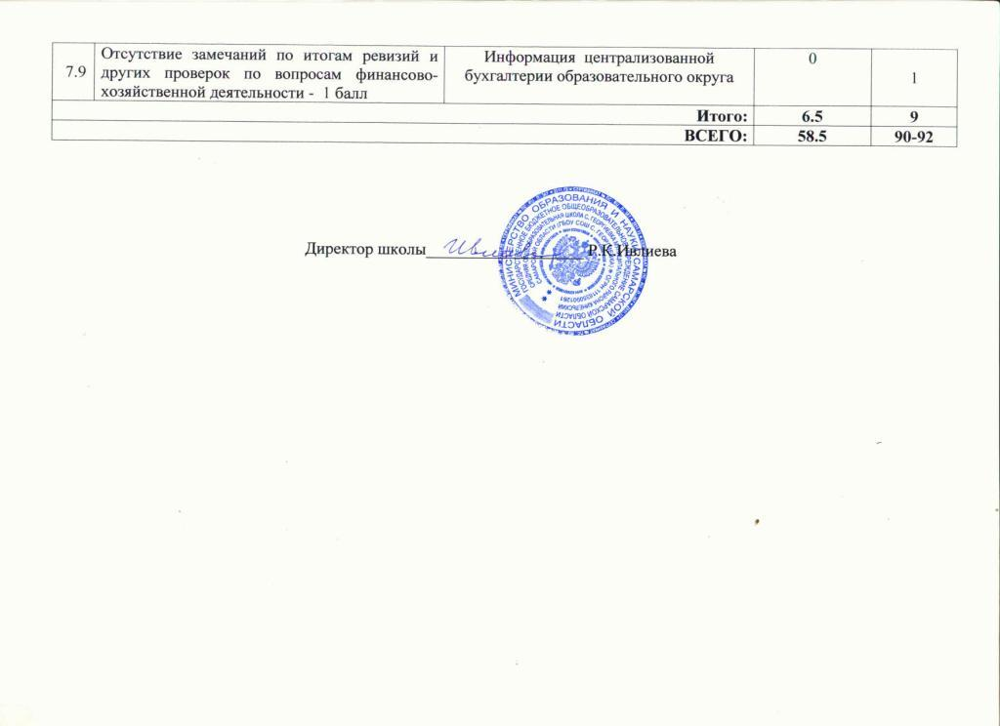 7.9
Отсутствие замечаний по итогам ревизий и
других проверок по вопросам финансово-
хозяйственной деятельности - 1 балл
Информация централизованной
бухгалтерии образовательного округа
0
1
Итого: 6.5 9
ВСЕГО: 58.5 90-92
Директор школы Р.К.Ивлиева
МИНИСТЕРСТВО ОБРАЗОВАНИЯ И НАУКИ САМАРСКОЙ ОБЛАСТИ